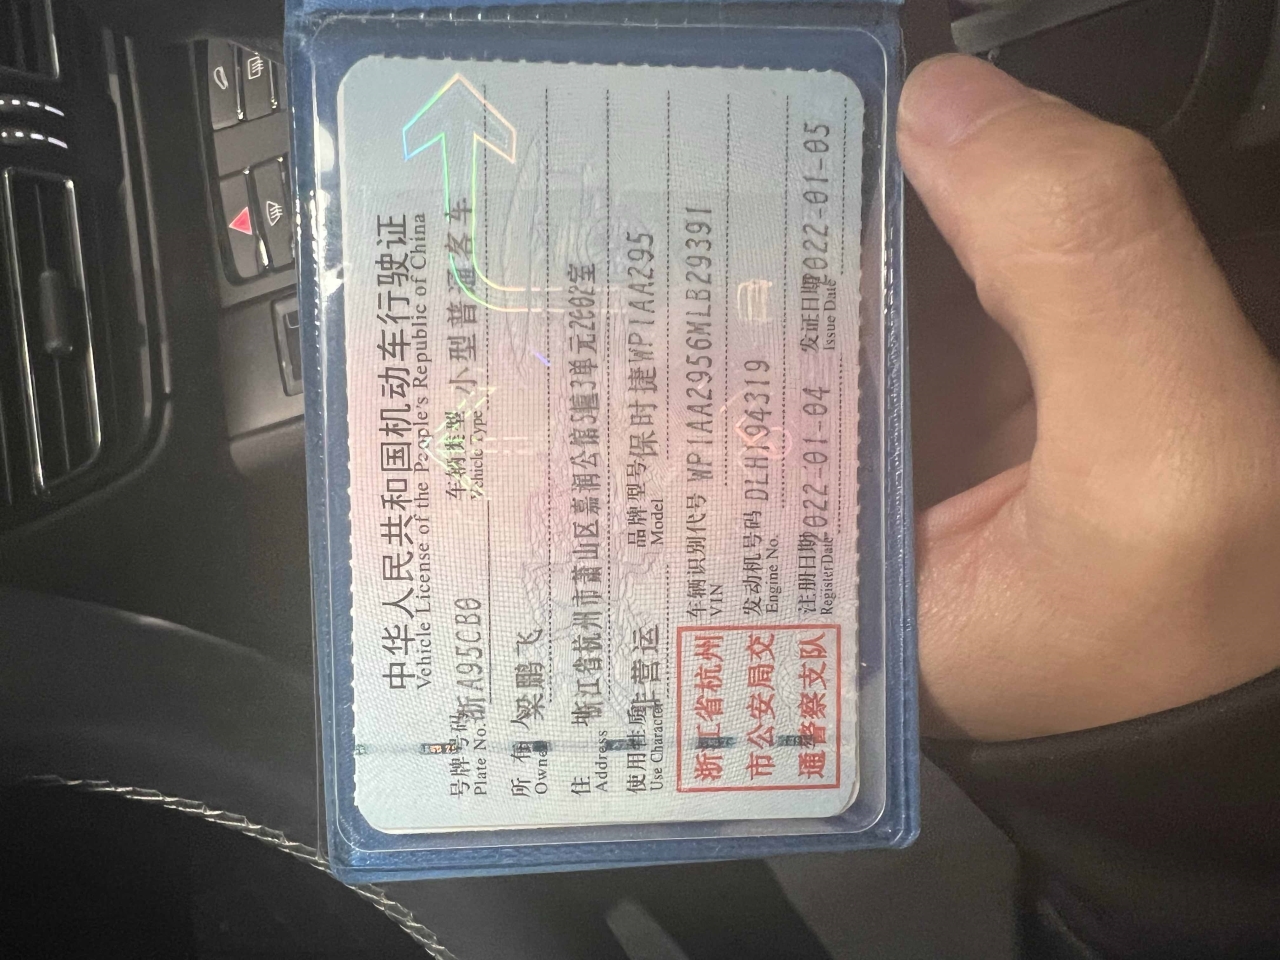 中华人民共和国机动车行驶证
Vehicle License of the People's Republic of China
号牌号码 浙A95CB0 车辆类型 小型普通客车
Plate No. Vehicle Type
所有人 梁鹏飞
Owner
住址 浙江省杭州市萧山区嘉润公馆3幢3单元2002室
Address
使用性质 非营运 品牌型号 保时捷WP1AA295
Use Character Model
浙江省杭州
市公安局交
通警察支队
车辆识别代号 WP1AA2956MLB29391
VIN
发动机号码 DLH194319
Engine No.
注册日期 2022-01-04 发证日期 2022-01-05
Register Date Issue Date